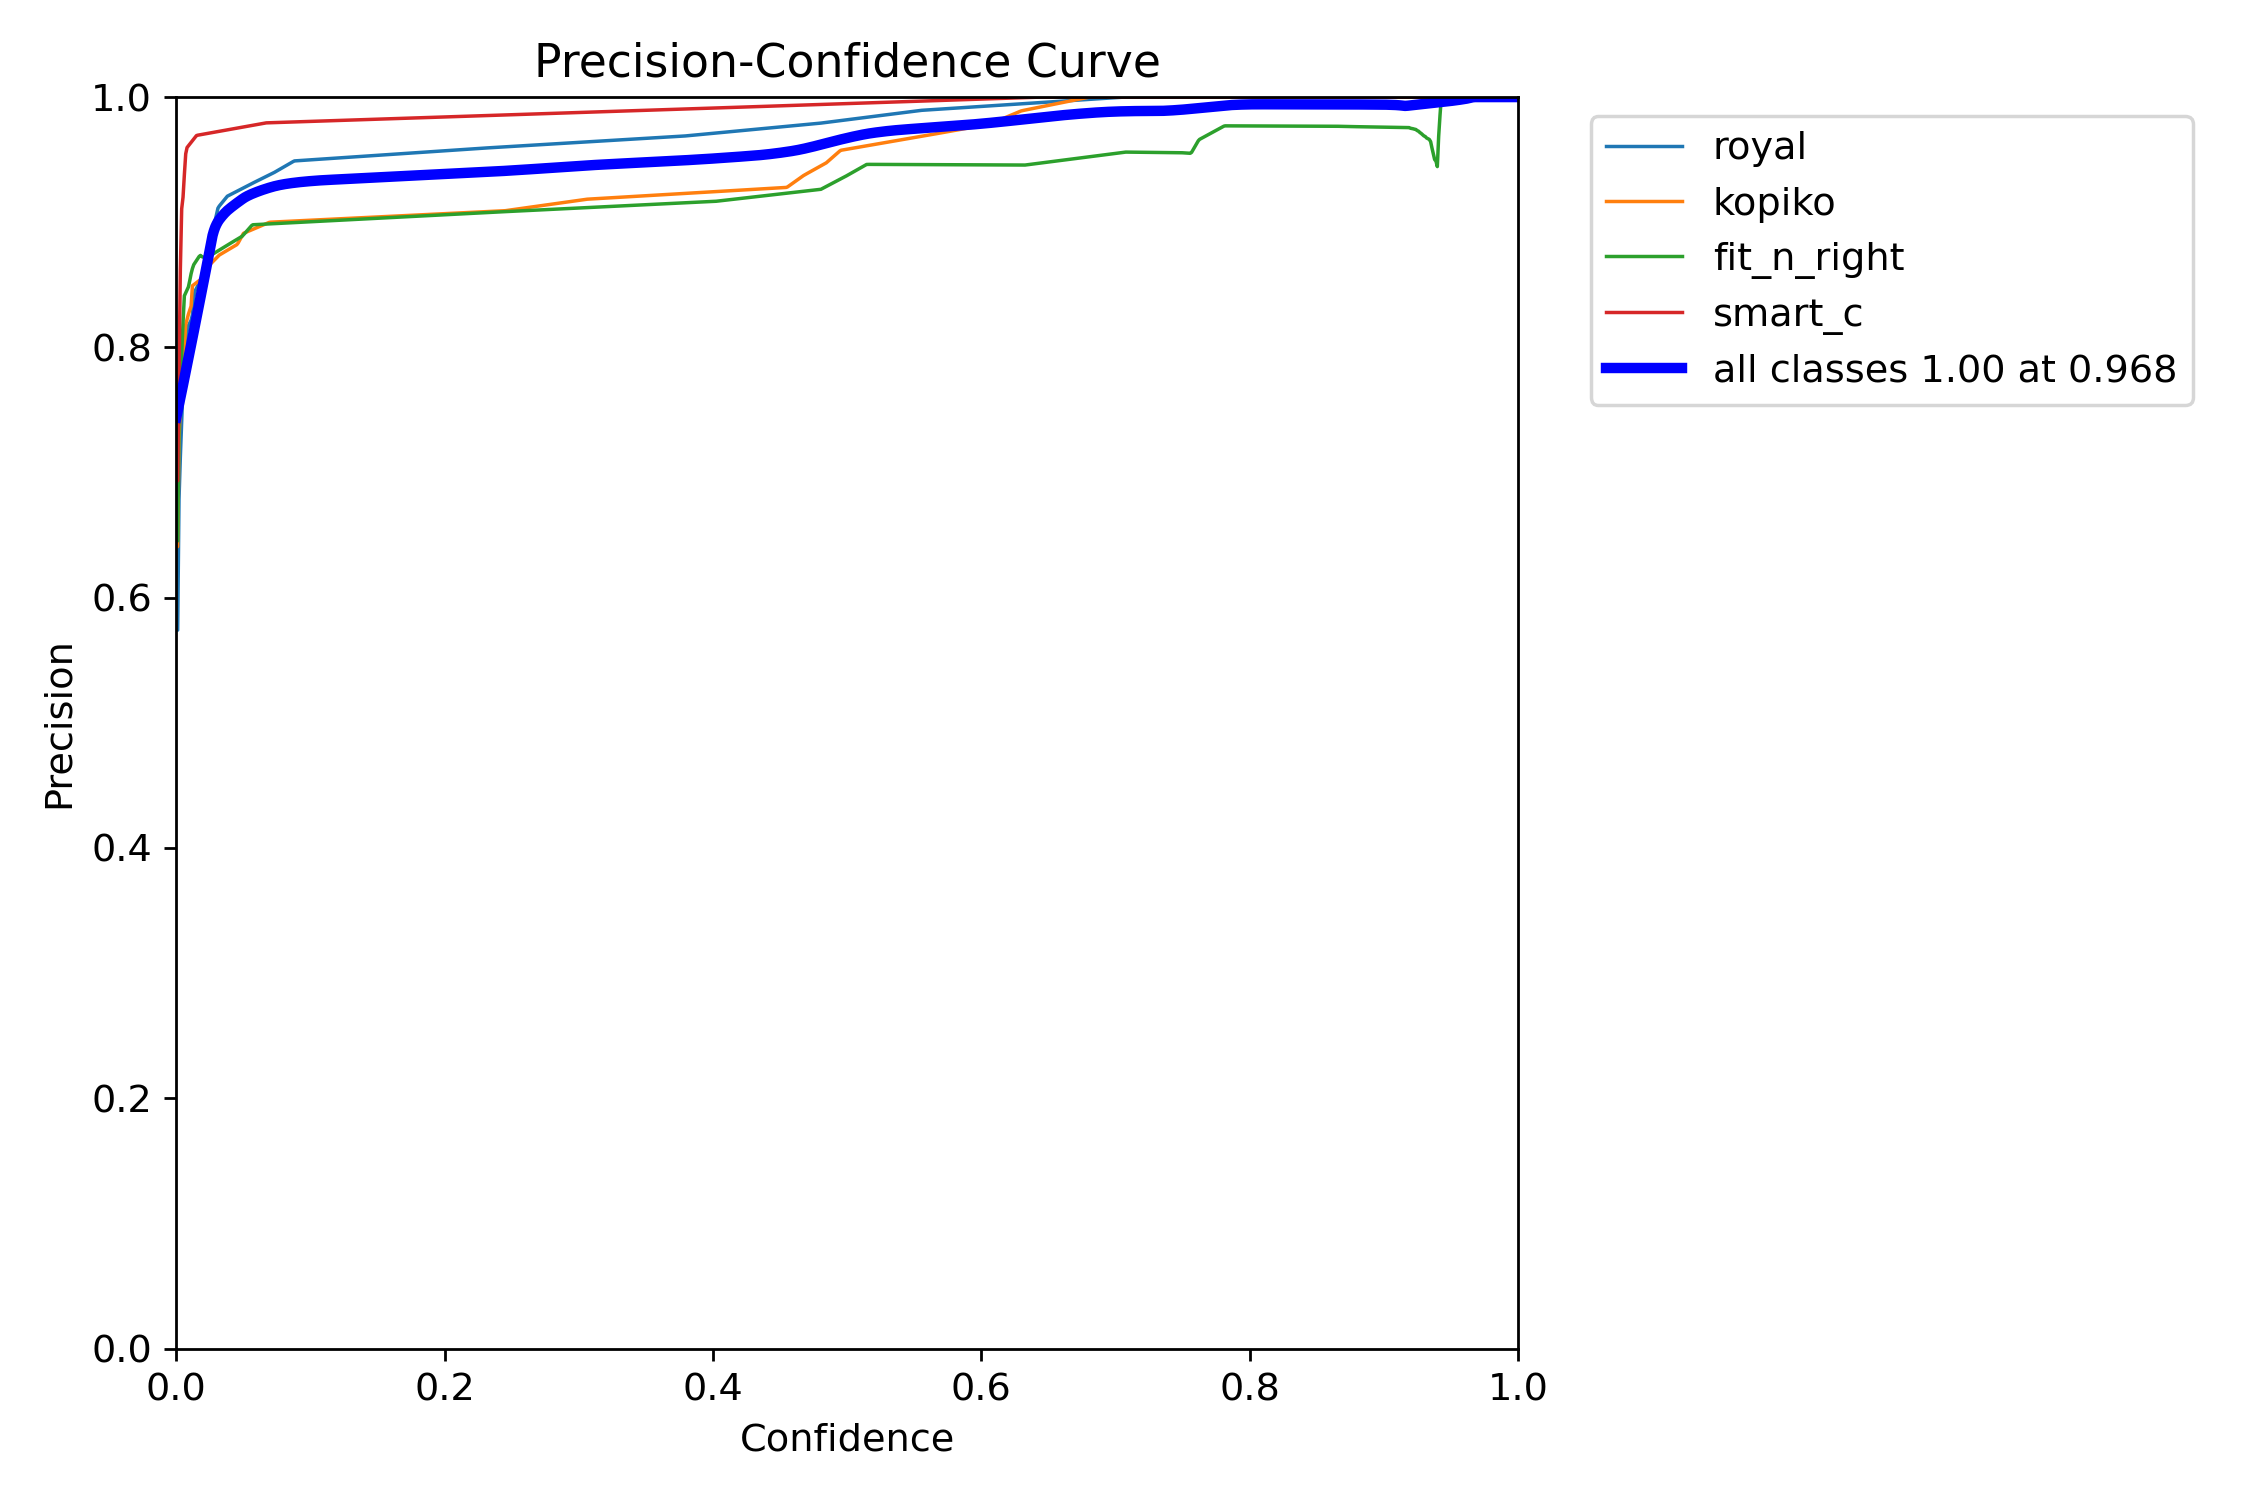 Precision-Confidence Curve
1.0
0.8
0.6
0.4
0.2
0.0
Precision
0.0 0.2 0.4 0.6 0.8 1.0
Confidence
royal
kopiko
fit_n_right
smart_c
all classes 1.00 at 0.968